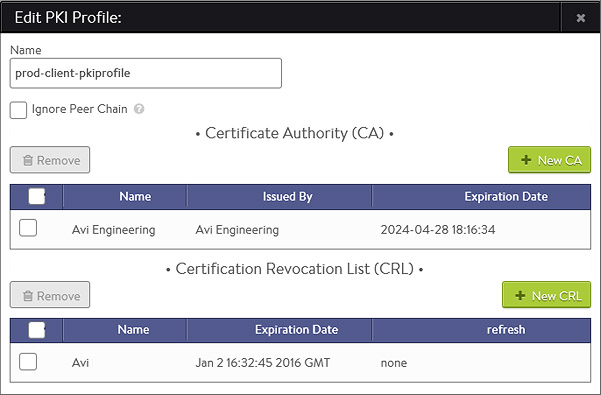 Edit PKI Profile:
Name
prod-client-pkiprofile
Ignore Peer Chain
• Certificate Authority (CA) •
Remove
+ New CA
Name Issued By Expiration Date
Avi Engineering Avi Engineering 2024-04-28 18:16:34
• Certification Revocation List (CRL) •
Remove
+ New CRL
Name Expiration Date refresh
Avi Jan 2 16:32:45 2016 GMT none